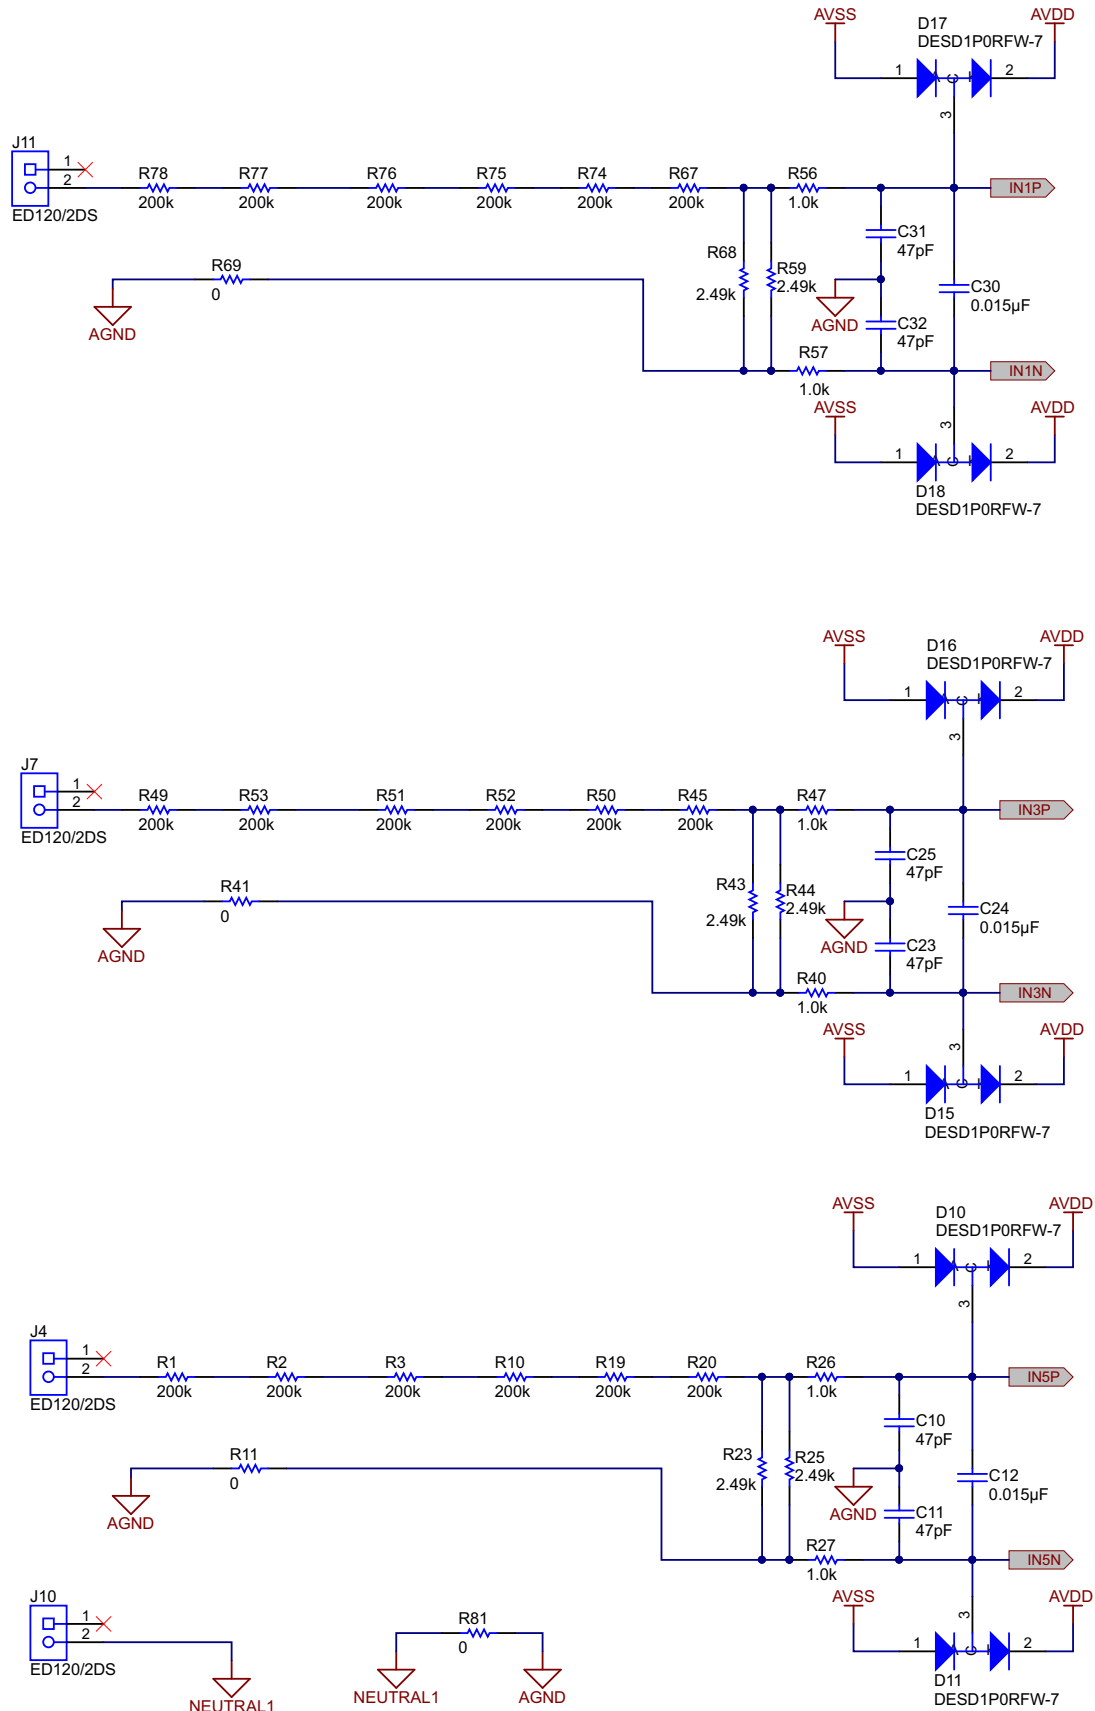 AVSS
D17
DESD1P0RFW-7
AVDD
1
A
C
K
2
3
J11
1
2
ED120/2DS
R78
200k
R77
200k
R76
200k
R75
200k
R74
200k
R67
200k
R56
1.0k
IN1P
R69
0
AGND
R68
2.49k
R59
2.49k
C31
47pF
AGND
C32
47pF
C30
0.015µF
R57
1.0k
IN1N
AVSS
AVDD
3
1
A
C
K
2
D18
DESD1P0RFW-7
AVSS
D16
DESD1P0RFW-7
AVDD
1
A
C
K
2
3
J7
1
2
ED120/2DS
R49
200k
R53
200k
R51
200k
R52
200k
R50
200k
R45
200k
R47
1.0k
IN3P
R41
0
AGND
R43
2.49k
R44
2.49k
C25
47pF
AGND
C23
47pF
C24
0.015µF
R40
1.0k
IN3N
AVSS
AVDD
3
1
A
C
K
2
D15
DESD1P0RFW-7
AVSS
D10
DESD1P0RFW-7
AVDD
1
A
C
K
2
3
J4
1
2
ED120/2DS
R1
200k
R2
200k
R3
200k
R10
200k
R19
200k
R20
200k
R26
1.0k
IN5P
R11
0
AGND
R23
2.49k
R25
2.49k
C10
47pF
AGND
C11
47pF
C12
0.015µF
R27
1.0k
IN5N
AVSS
AVDD
3
1
A
C
K
2
D11
DESD1P0RFW-7
J10
1
2
ED120/2DS
NEUTRAL1
R81
0
NEUTRAL1
AGND